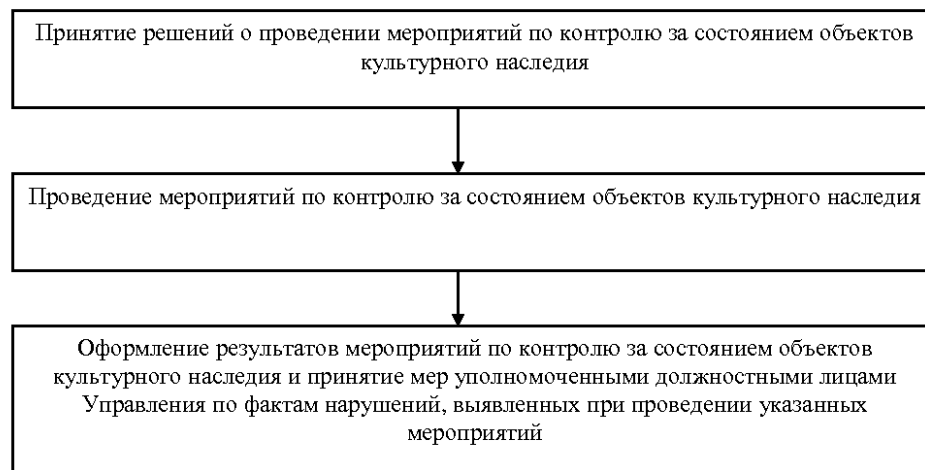 Принятие решений о проведении мероприятий по контролю за состоянием объектов
культурного наследия
Проведение мероприятий по контролю за состоянием объектов культурного наследия
Оформление результатов мероприятий по контролю за состоянием объектов
культурного наследия и принятие мер уполномоченными должностными лицами
Управления по фактам нарушений, выявленных при проведении указанных
мероприятий